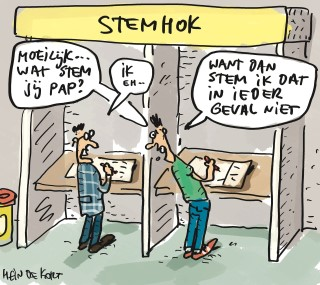 STEMHOK
MOEILIJK...
WAT STEM
JIJ PAP?
IK
EH...
WANT DAN
STEM IK DAT
IN IEDER
GEVAL NIET
HEIN DE KORT